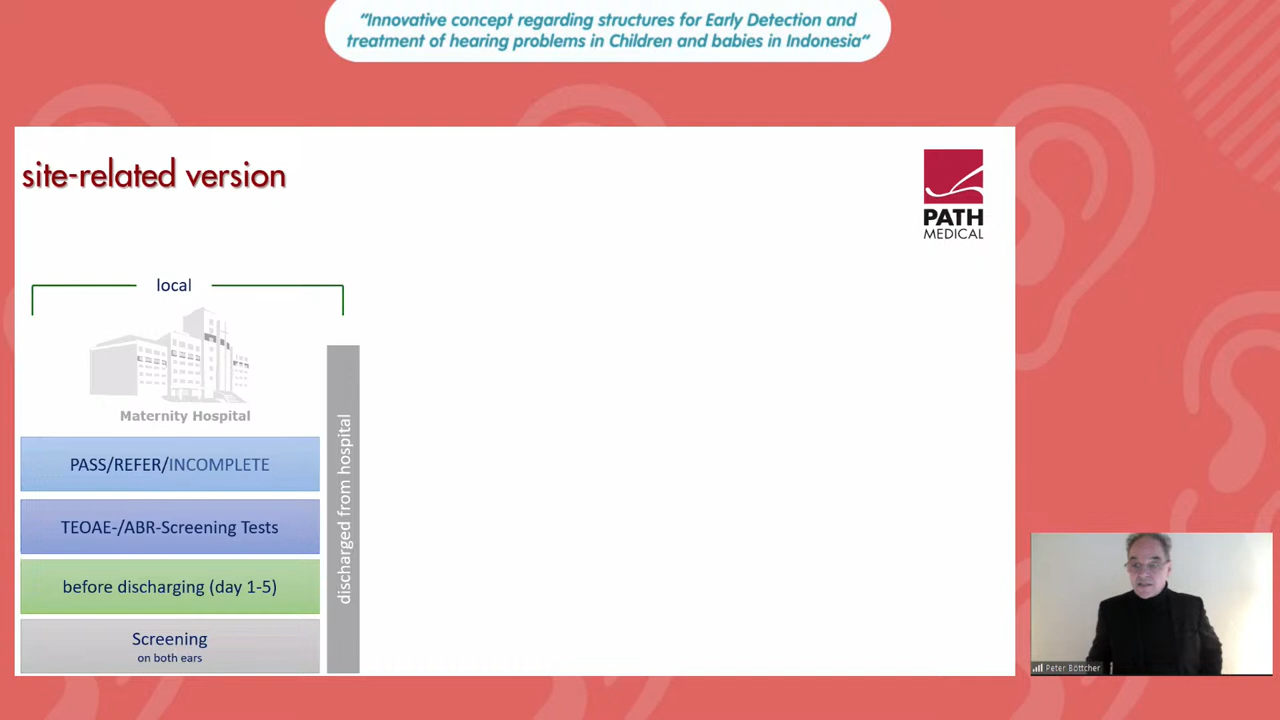 “Innovative concept regarding structures for Early Detection and
treatment of hearing problems in Children and babies in Indonesia“
site-related version
PATH
MEDICAL
local
Maternity Hospital
PASS/REFER/INCOMPLETE
TEOAE-/ABR-Screening Tests
before discharging (day 1-5)
Screening
on both ears
discharged from hospital
Peter Böttcher